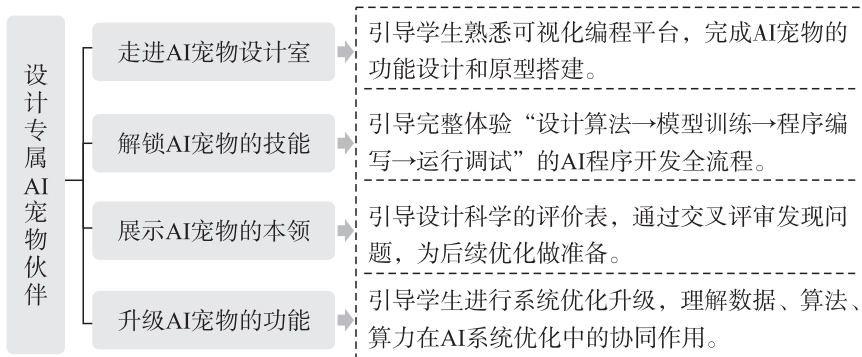 设计专属AI宠物伙伴
走进AI宠物设计室
引导学生熟悉可视化编程平台，完成AI宠物的
功能设计和原型搭建。
解锁AI宠物的技能
引导完整体验“设计算法→模型训练→程序编
写→运行调试”的AI程序开发全流程。
展示AI宠物的本领
引导设计科学的评价表，通过交叉评审发现问
题，为后续优化做准备。
升级AI宠物的功能
引导学生进行系统优化升级，理解数据、算法、
算力在AI系统优化中的协同作用。